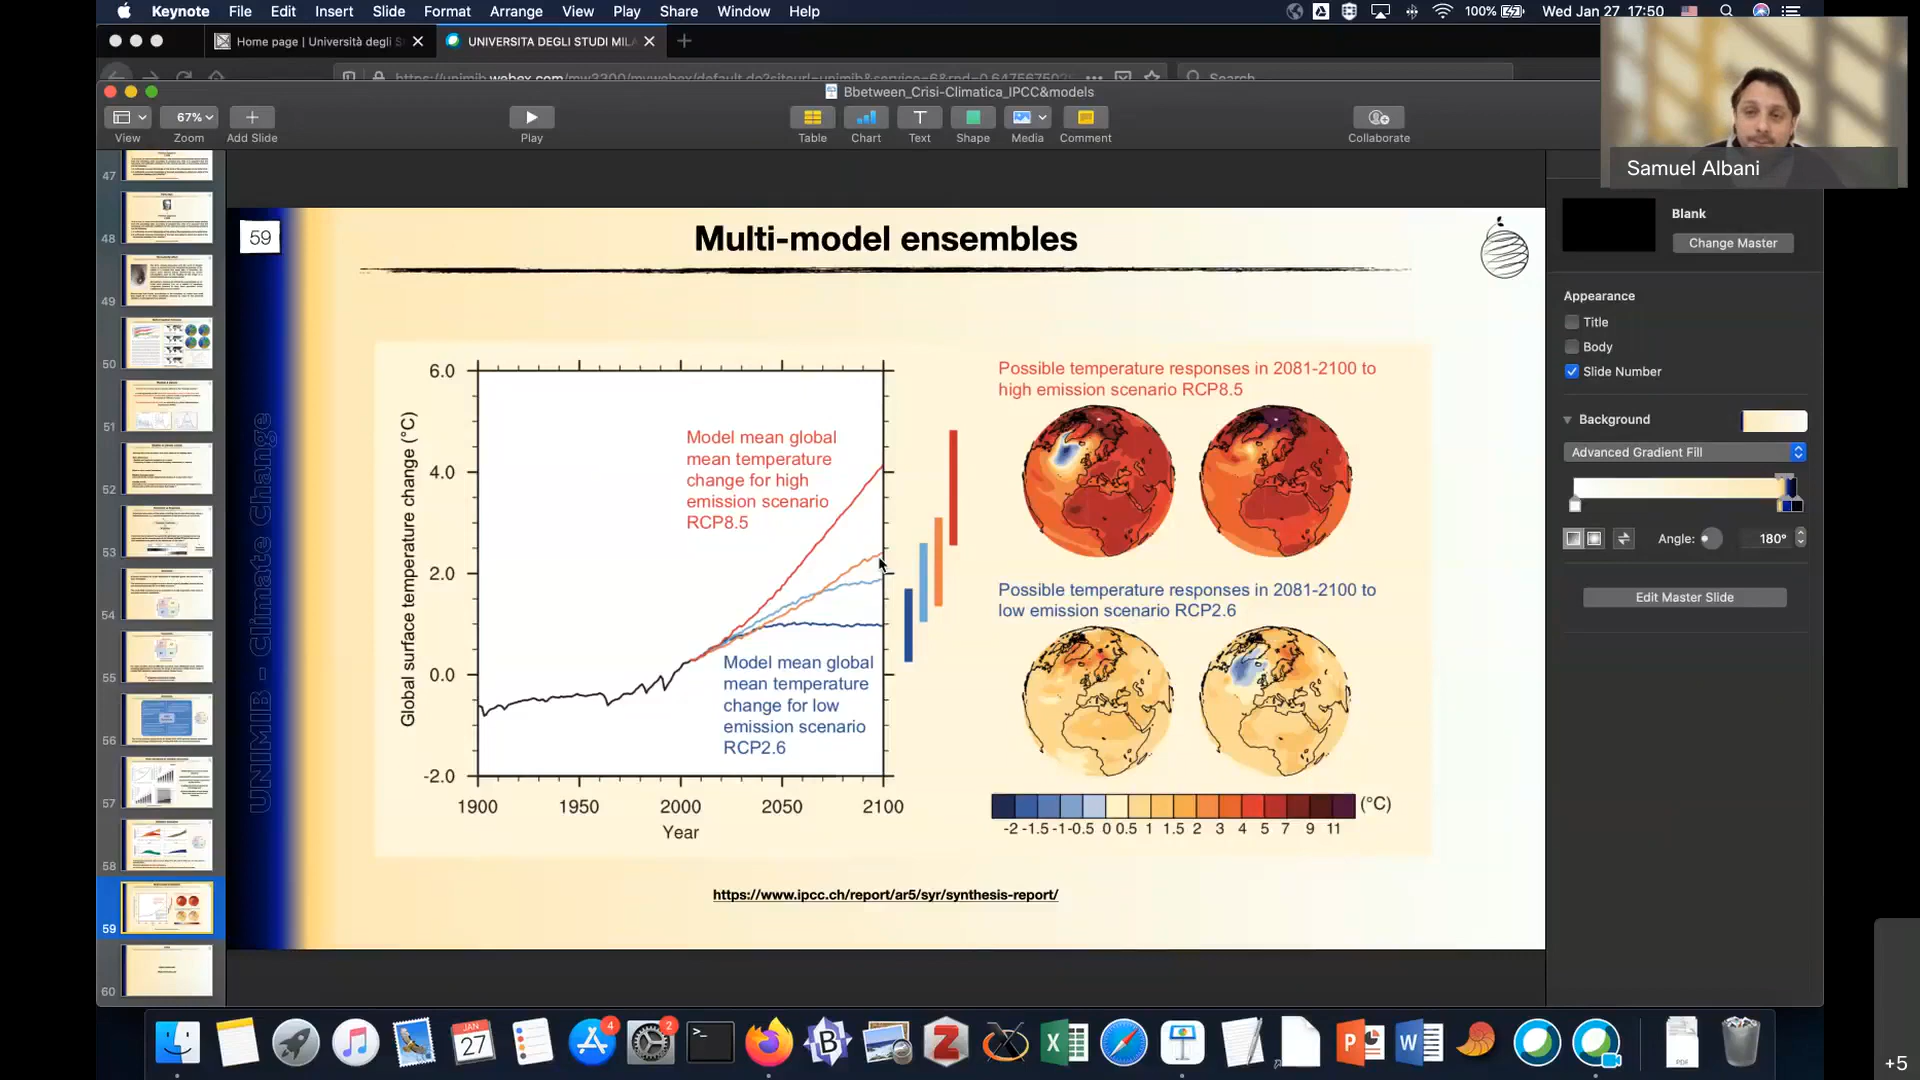 Keynote File Edit Insert Slide Format Arrange View Play Share Window Help
100% Wed Jan 27 17:50
Home page | Università degli S
UNIVERSITA DEGLI STUDI MILA
Search
Bbetween_Crisi-Climatica_IPCC&models
67%
View Zoom Add Slide Play Table Chart Text Shape Media Comment Collaborate
Samuel Albani
47
48
49
50
51
52
53
54
55
56
57
58
59
60
59
Multi-model ensembles
UNIMIB - Climate Change
Global surface temperature change (°C)
6.0
4.0
2.0
0.0
-2.0
1900 1950 2000 2050 2100
Year
Model mean global
mean temperature
change for high
emission scenario
RCP8.5
Model mean global
mean temperature
change for low
emission scenario
RCP2.6
Possible temperature responses in 2081-2100 to
high emission scenario RCP8.5
Possible temperature responses in 2081-2100 to
low emission scenario RCP2.6
(°C)
-2 -1.5 -1 -0.5 0 0.5 1 1.5 2 3 4 5 7 9 11
https://www.ipcc.ch/report/ar5/syr/synthesis-report/
Blank
Change Master
Appearance
Title
Body
Slide Number
Background
Advanced Gradient Fill
Angle: 180°
Edit Master Slide
JAN
27
4
2
PDF
+5